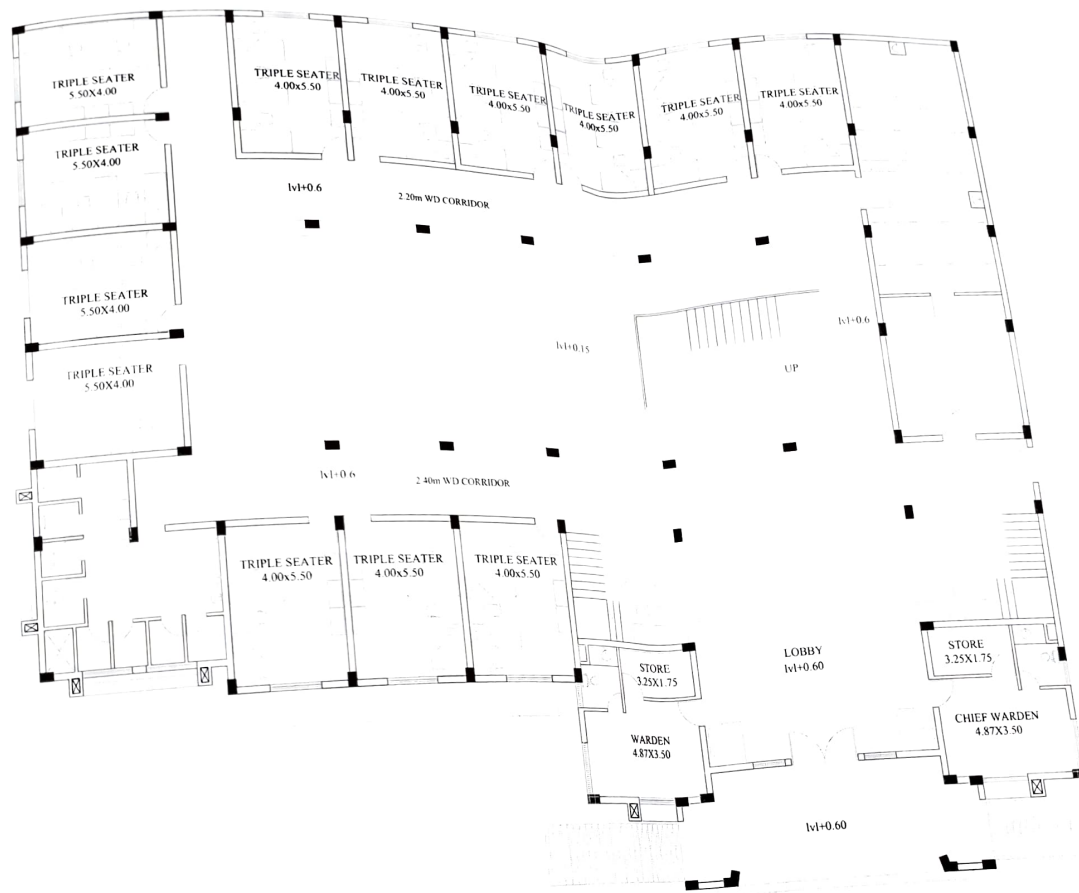 TRIPLE SEATER
5.50X4.00
TRIPLE SEATER
4.00x5.50
TRIPLE SEATER
4.00x5.50
TRIPLE SEATER
4.00x5.50
TRIPLE SEATER
4.00x5.50
TRIPLE SEATER
4.00x5.50
TRIPLE SEATER
4.00x5.50
TRIPLE SEATER
5.50X4.00
lvl+0.6
2.20m WD CORRIDOR
TRIPLE SEATER
5.50X4.00
lvl+0.15
lvl+0.6
UP
TRIPLE SEATER
5.50X4.00
lvl+0.6
2.40m WD CORRIDOR
TRIPLE SEATER
4.00x5.50
TRIPLE SEATER
4.00x5.50
TRIPLE SEATER
4.00x5.50
STORE
3.25X1.75
LOBBY
lvl+0.60
STORE
3.25X1.75
WARDEN
4.87X3.50
CHIEF WARDEN
4.87X3.50
lvl+0.60